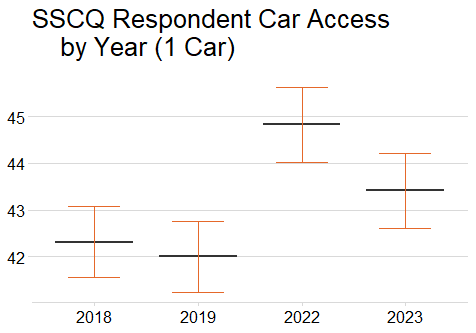 SSCQ Respondent Car Access
by Year (1 Car)
45
44
43
42
2018 2019 2022 2023